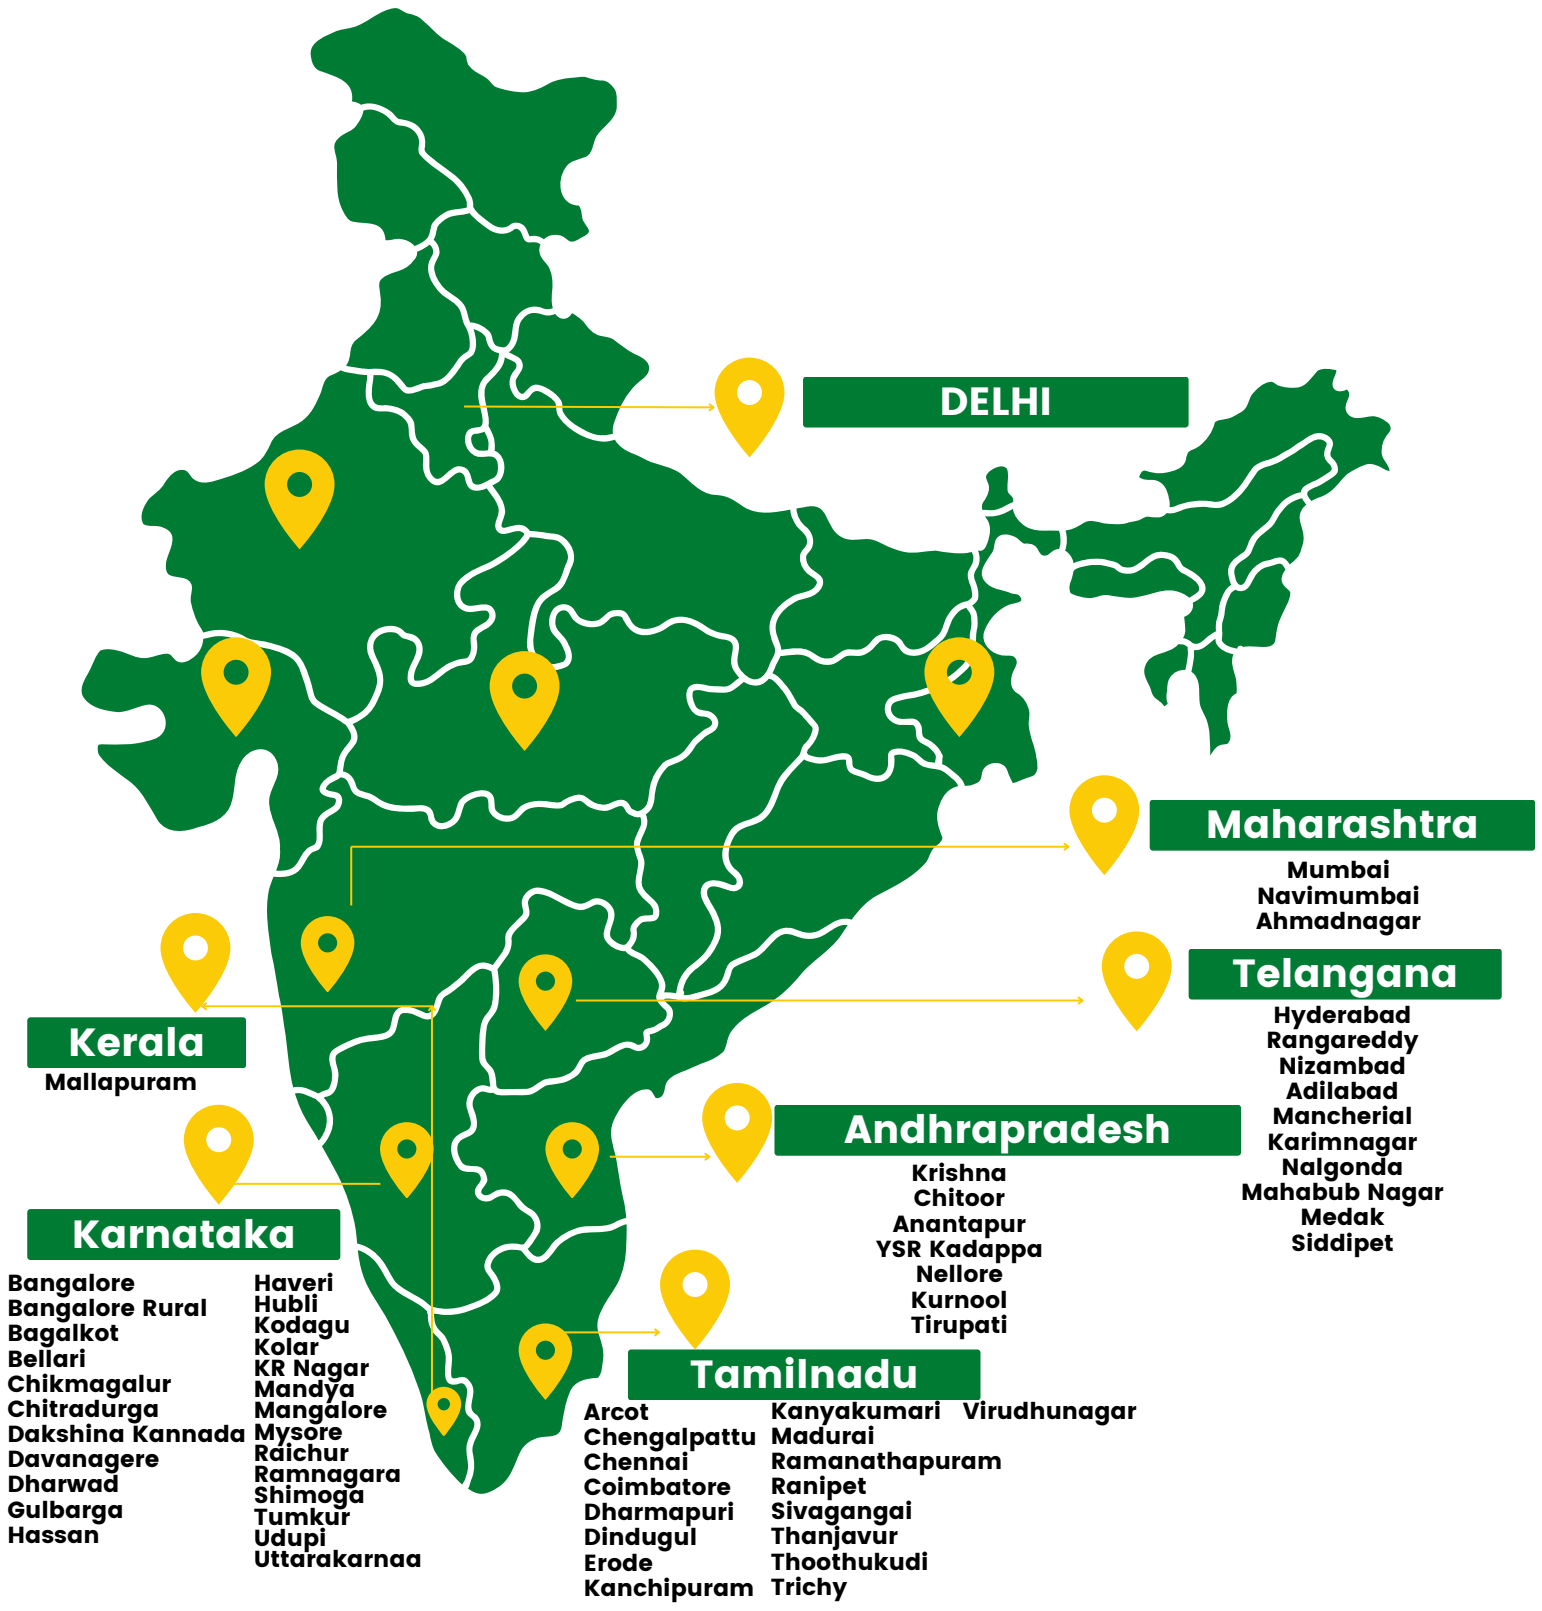 DELHI
Maharashtra
Mumbai
Navimumbai
Ahmadnagar
Telangana
Hyderabad
Rangareddy
Nizambad
Adilabad
Mancherial
Karimnagar
Nalgonda
Mahabub Nagar
Medak
Siddipet
Kerala
Mallapuram
Andhrapradesh
Krishna
Chitoor
Anantapur
YSR Kadappa
Nellore
Kurnool
Tirupati
Karnataka
Bangalore
Bangalore Rural
Bagalkot
Bellari
Chikmagalur
Chitradurga
Dakshina Kannada
Davanagere
Dharwad
Gulbarga
Hassan
Haveri
Hubli
Kodagu
Kolar
KR Nagar
Mandya
Mangalore
Mysore
Raichur
Ramnagara
Shimoga
Tumkur
Udupi
Uttarakarnaa
Tamilnadu
Arcot
Chengalpattu
Chennai
Coimbatore
Dharmapuri
Dindugul
Erode
Kanchipuram
Kanyakumari
Madurai
Ramanathapuram
Ranipet
Sivagangai
Thanjavur
Thoothukudi
Trichy
Virudhunagar